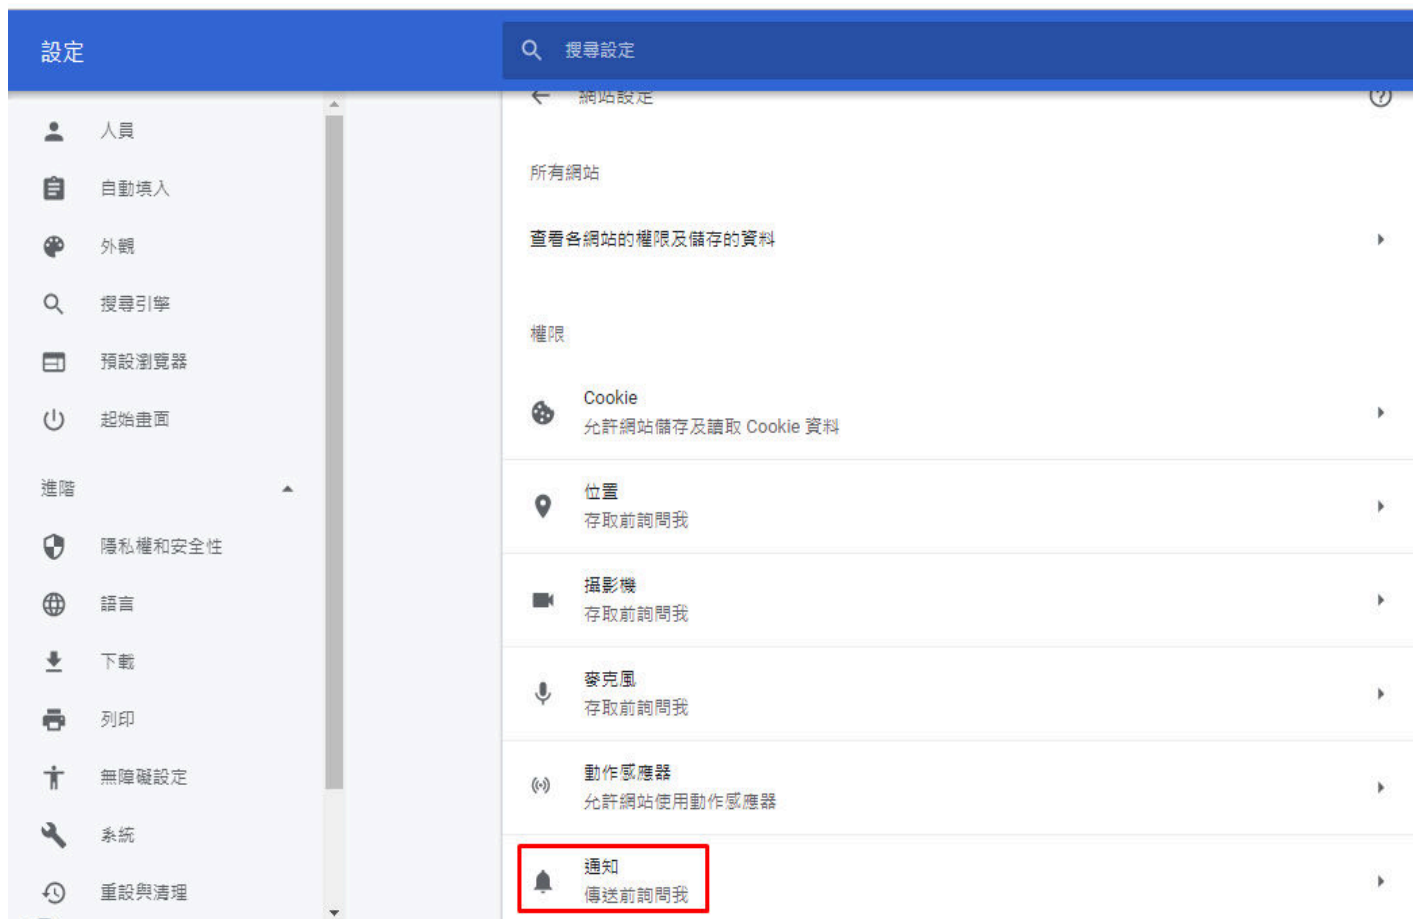 設定
搜尋設定
網站設定
人員
自動填入
外觀
搜尋引擎
預設瀏覽器
起始畫面
進階
隱私權和安全性
語言
下載
列印
無障礙設定
系統
重設與清理
所有網站
查看各網站的權限及儲存的資料
權限
Cookie
允許網站儲存及讀取 Cookie 資料
位置
存取前詢問我
攝影機
存取前詢問我
麥克風
存取前詢問我
動作感應器
允許網站使用動作感應器
通知
傳送前詢問我